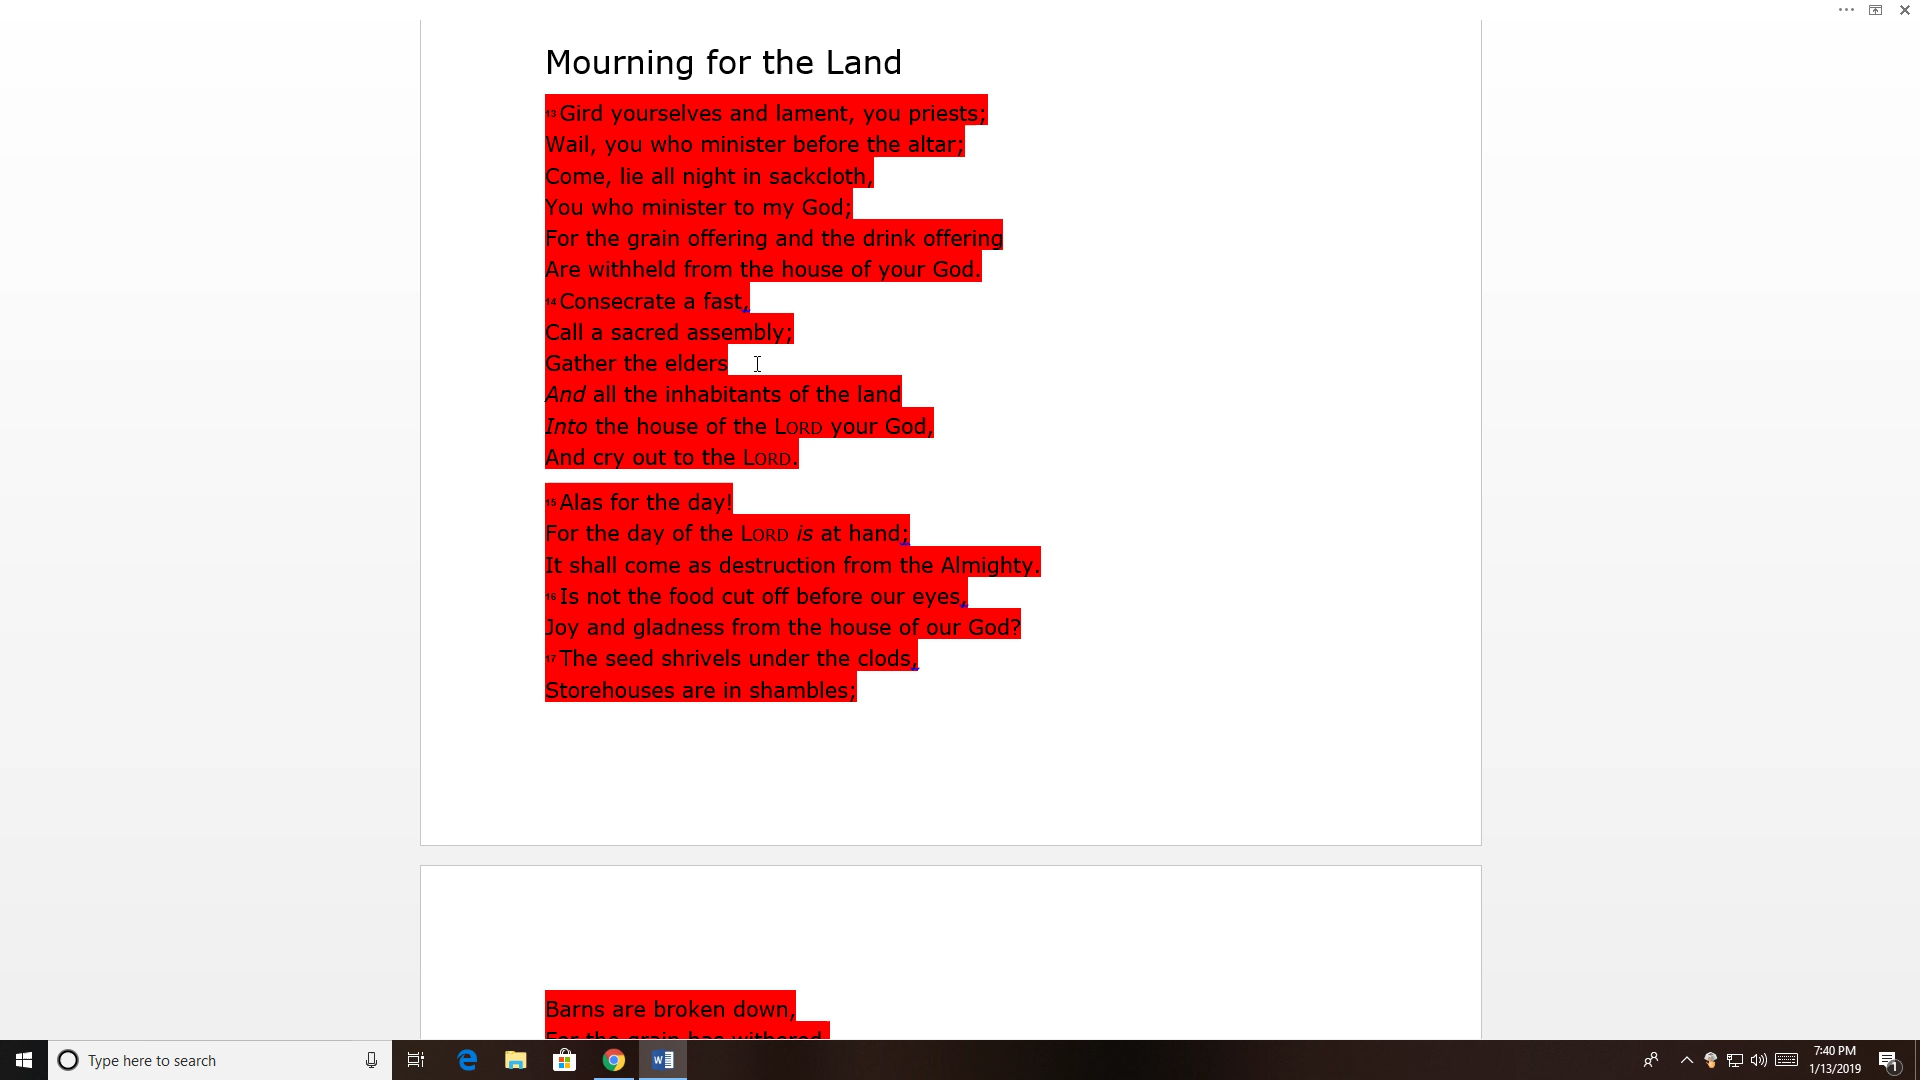 Mourning for the Land
13 Gird yourselves and lament, you priests;
Wail, you who minister before the altar;
Come, lie all night in sackcloth,
You who minister to my God;
For the grain offering and the drink offering
Are withheld from the house of your God.
14 Consecrate a fast,
Call a sacred assembly;
Gather the elders
And all the inhabitants of the land
Into the house of the LORD your God,
And cry out to the LORD.
15 Alas for the day!
For the day of the LORD is at hand;
It shall come as destruction from the Almighty.
16 Is not the food cut off before our eyes,
Joy and gladness from the house of our God?
17 The seed shrivels under the clods,
Storehouses are in shambles;
Barns are broken down,
For the grain has withered.
Type here to search
7:40 PM
1/13/2019
1